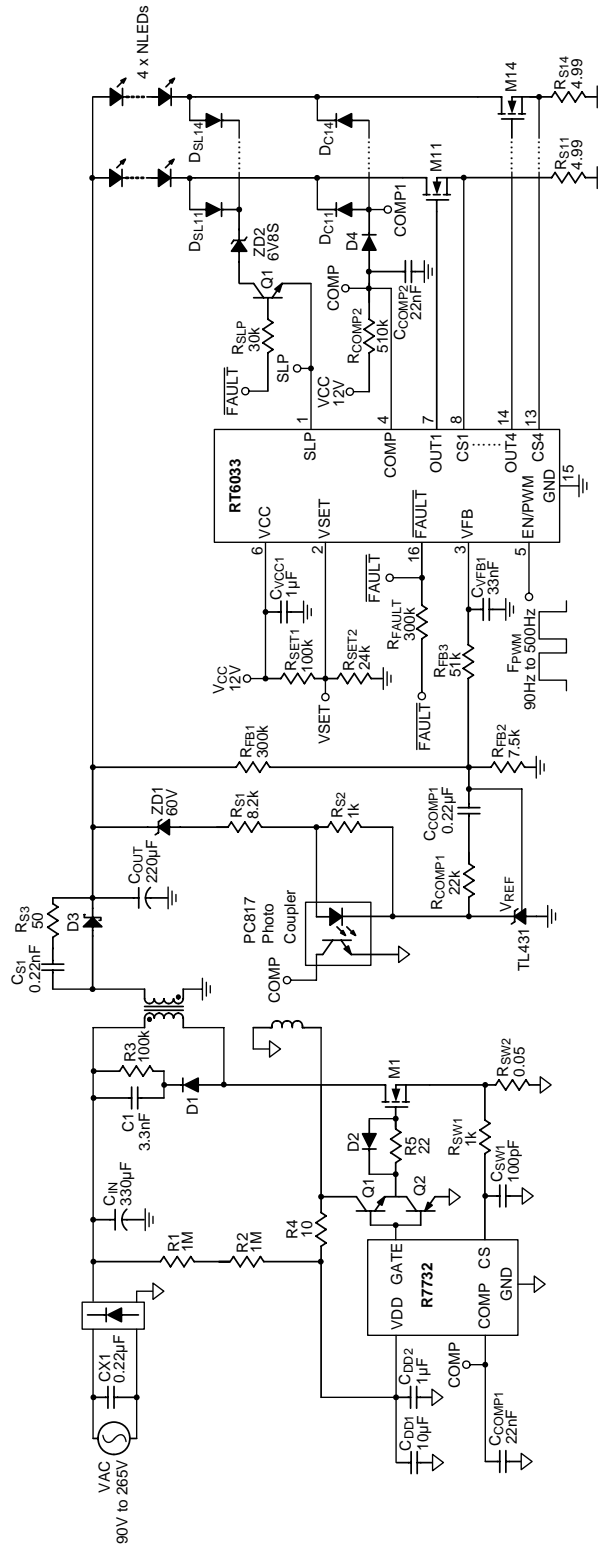 VAC
90V to 265V
CX1
0.22µF
CIN
330µF
R1
1M
R2
1M
C1
3.3nF
R3
100k
D1
R4
10
CDD1
10µF
CDD2
1µF
COMP
CCOMP1
22nF
VDD
GATE
R7732
COMP
CS
GND
Q1
Q2
D2
R5
22
M1
RSW1
1k
CSW1
100pF
RSW2
0.05
CS1
0.22nF
RS3
50
D3
COUT
220µF
ZD1
60V
RS1
8.2k
RS2
1k
PC817
Photo
Coupler
COMP
RCOMP1
22k
CCOMP1
0.22µF
VREF
TL431
RFB1
300k
RFB2
7.5k
RFB3
51k
CVFB1
33nF
VCC
12V
CVCC1
1µF
RSET1
100k
VSET
RSET2
24k
FAULT
RFAULT
300k
FAULT
FPWM
90Hz to 500Hz
RT6033
6
VCC
2
VSET
16
FAULT
3
VFB
5
EN/PWM
GND
15
SLP
1
COMP
4
OUT1
7
CS1
8
OUT4
14
CS4
13
FAULT
RSLP
30k
SLP
Q1
ZD2
6V8S
VCC
12V
RCOMP2
510k
COMP
CCOMP2
22nF
D4
COMP1
DSL11
DSL14
DC11
DC14
M11
M14
RS11
4.99
RS14
4.99
4 x NLEDs